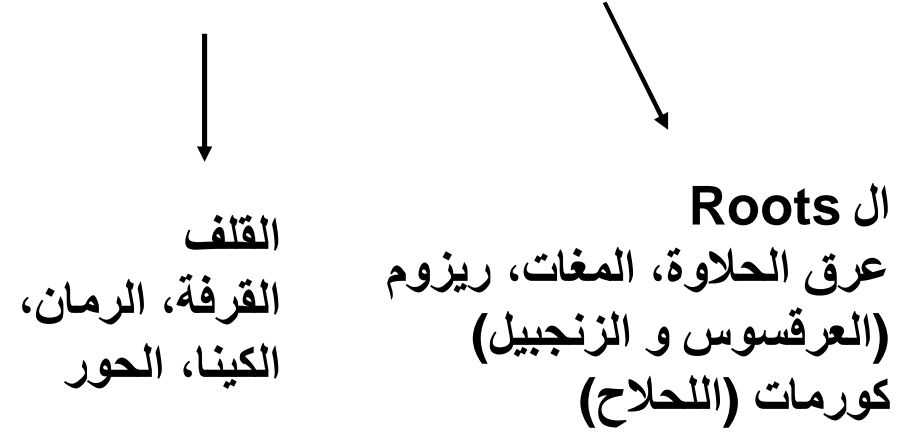 ال Roots
عرق الحلاوة، المغات، ريزوم
(العرقسوس و الزنجبيل)
كورمات (اللحلاح)
القلف
القرفة، الرمان،
الكينا، الحور